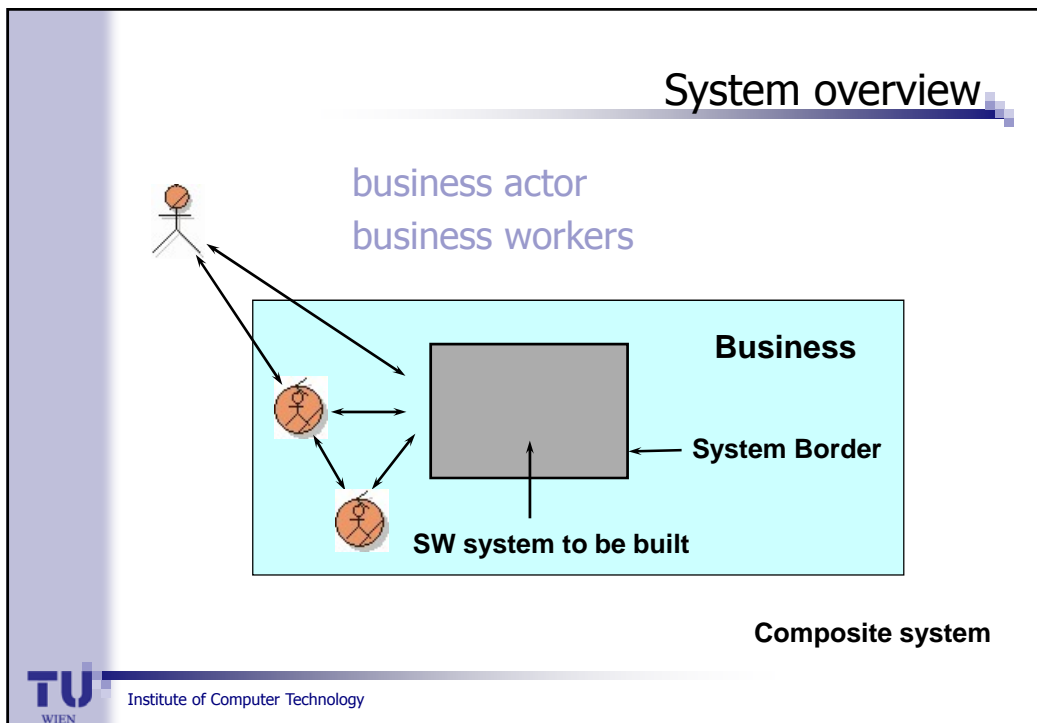 System overview
business actor
business workers
Business
System Border
SW system to be built
Composite system
TU
WIEN
Institute of Computer Technology